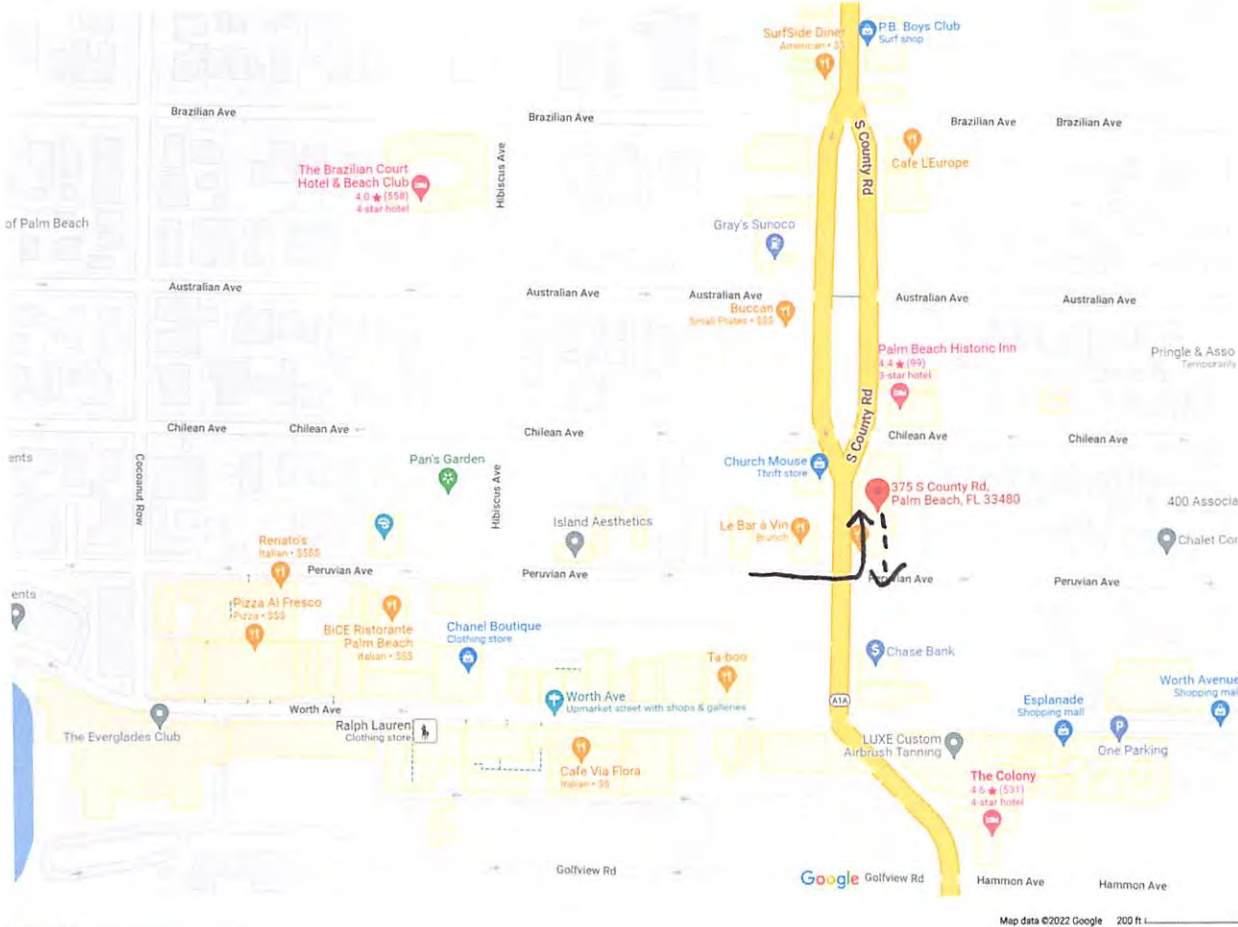 SurfSide Diner
American • $$
P.B. Boys Club
Surf shop
Brazilian Ave
Brazilian Ave
Brazilian Ave
Brazilian Ave
S County Rd
Cafe L'Europe
The Brazilian Court
Hotel & Beach Club
4.0 ★ (558)
4-star hotel
Hibiscus Ave
of Palm Beach
Gray's Sunoco
Australian Ave
Australian Ave
Australian Ave
Australian Ave
Australian Ave
Buccan
Small Plates • $$$
Palm Beach Historic Inn
4.4 ★ (99)
3-star hotel
Pringle & Asso
Temporarily
S County Rd
Chilean Ave
Chilean Ave
Chilean Ave
Chilean Ave
Chilean Ave
ents
Cocoanut Row
Pan's Garden
Hibiscus Ave
Church Mouse
Thrift store
375 S County Rd,
Palm Beach, FL 33480
400 Associa
Island Aesthetics
Le Bar à Vin
Brunch
Chalet Cor
Renato's
Italian • $$$$
Peruvian Ave
Peruvian Ave
Peruvian Ave
Peruvian Ave
ents
Pizza Al Fresco
Pizza • $$$
BiCE Ristorante
Palm Beach
Italian • $$$
Chanel Boutique
Clothing store
Chase Bank
Ta-boo
Worth Ave
Upmarket street with shops & galleries
A1A
Esplanade
Shopping mall
Worth Avenue
Shopping mal
Worth Ave
The Everglades Club
Ralph Lauren
Clothing store
LUXE Custom
Airbrush Tanning
One Parking
Cafe Via Flora
Italian • $$
The Colony
4.6 ★ (531)
4-star hotel
Golfview Rd
Google
Golfview Rd
Hammon Ave
Hammon Ave
Map data ©2022 Google 200 ft